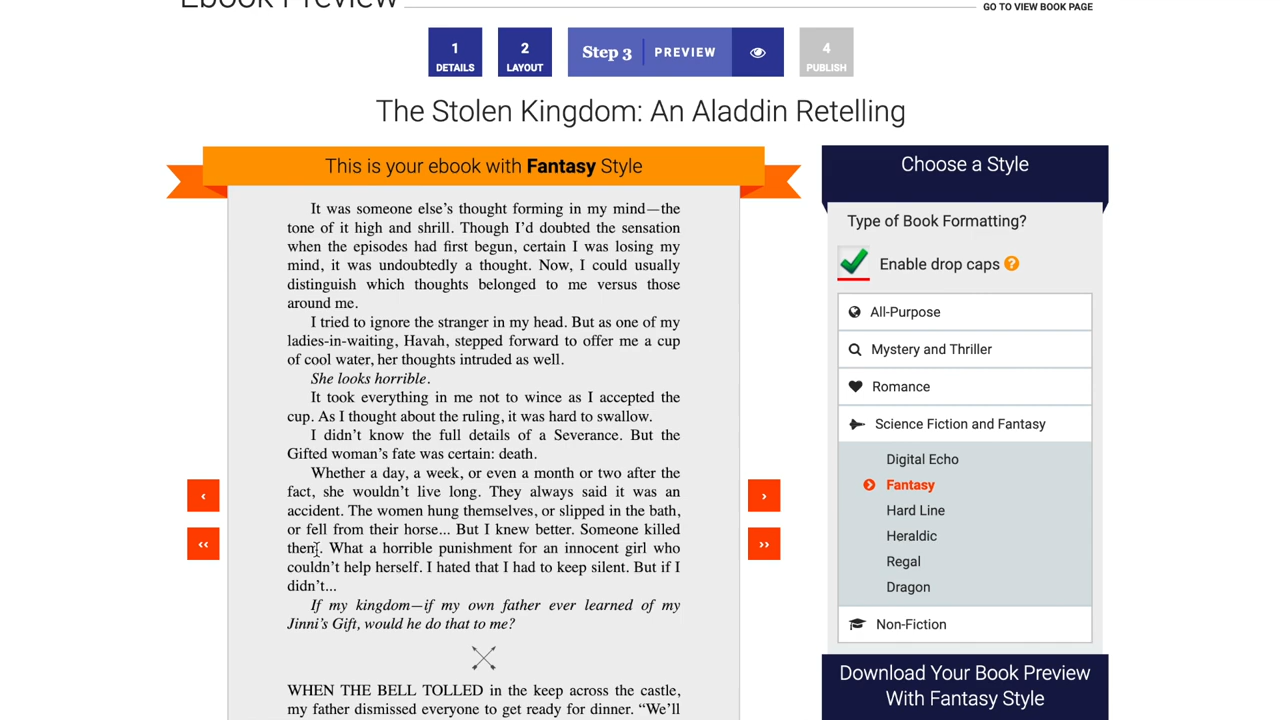 Ebook Preview
GO TO VIEW BOOK PAGE
1
DETAILS
2
LAYOUT
Step 3
PREVIEW
4
PUBLISH
The Stolen Kingdom: An Aladdin Retelling
This is your ebook with Fantasy Style
It was someone else’s thought forming in my mind—the
tone of it high and shrill. Though I’d doubted the sensation
when the episodes had first begun, certain I was losing my
mind, it was undoubtedly a thought. Now, I could usually
distinguish which thoughts belonged to me versus those
around me.
I tried to ignore the stranger in my head. But as one of my
ladies-in-waiting, Havah, stepped forward to offer me a cup
of cool water, her thoughts intruded as well.
She looks horrible.
It took everything in me not to wince as I accepted the
cup. As I thought about the ruling, it was hard to swallow.
I didn’t know the full details of a Severance. But the
Gifted woman’s fate was certain: death.
Whether a day, a week, or even a month or two after the
fact, she wouldn’t live long. They always said it was an
accident. The women hung themselves, or slipped in the bath,
or fell from their horse... But I knew better. Someone killed
them. What a horrible punishment for an innocent girl who
couldn’t help herself. I hated that I had to keep silent. But if I
didn’t...
If my kingdom—if my own father ever learned of my
Jinni’s Gift, would he do that to me?
WHEN THE BELL TOLLED in the keep across the castle,
my father dismissed everyone to get ready for dinner. “We’ll
‹
«
›
»
Choose a Style
Type of Book Formatting?
Enable drop caps ?
All-Purpose
Mystery and Thriller
Romance
Science Fiction and Fantasy
Digital Echo
Fantasy
Hard Line
Heraldic
Regal
Dragon
Non-Fiction
Download Your Book Preview
With Fantasy Style